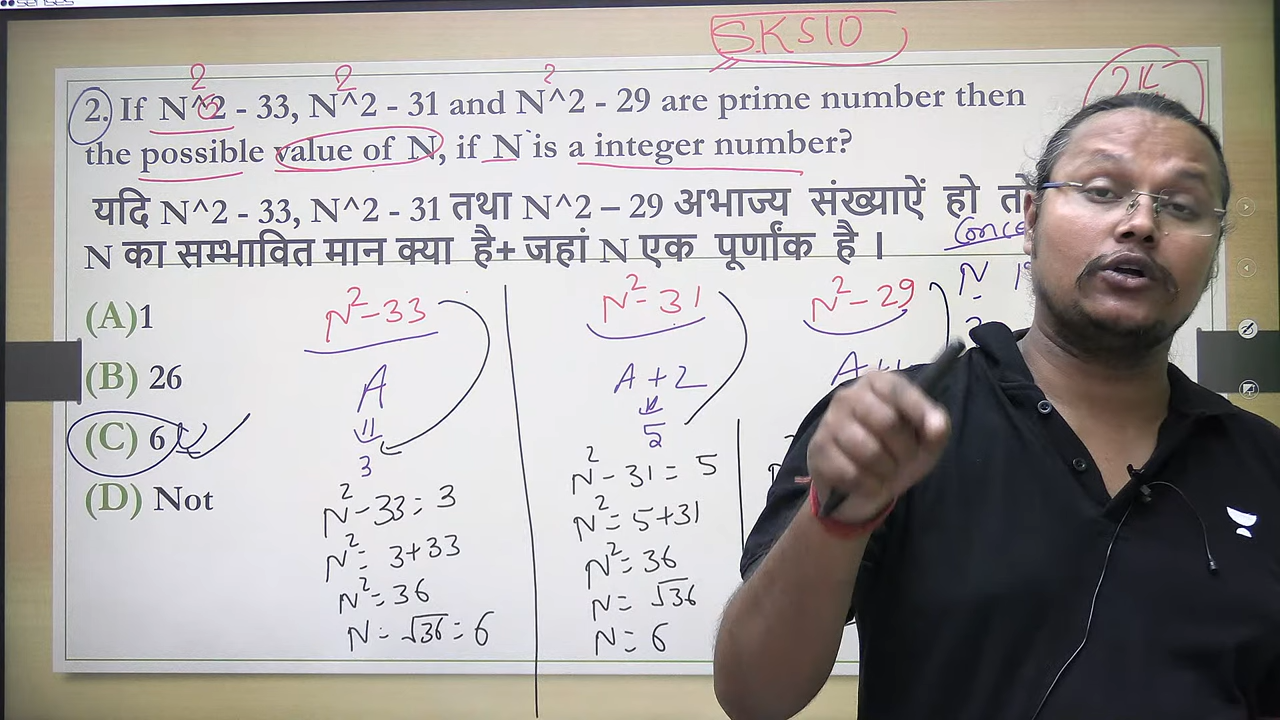 SKS10
2. If N^2 - 33, N^2 - 31 and N^2 - 29 are prime number then
the possible value of N, if N is a integer number?
यदि N^2 - 33, N^2 - 31 तथा N^2 – 29 अभाज्य संख्याऐं हो तो
N का सम्भावित मान क्या है+ जहां N एक पूर्णांक है ।
(A) 1
(B) 26
(C) 6
(D) Not
N²-33
A
3
N²-33=3
N²= 3+33
N²=36
N=√36=6
N²-31
A+2
5
N²-31=5
N²=5+31
N²=36
N=√36
N=6
N²-29